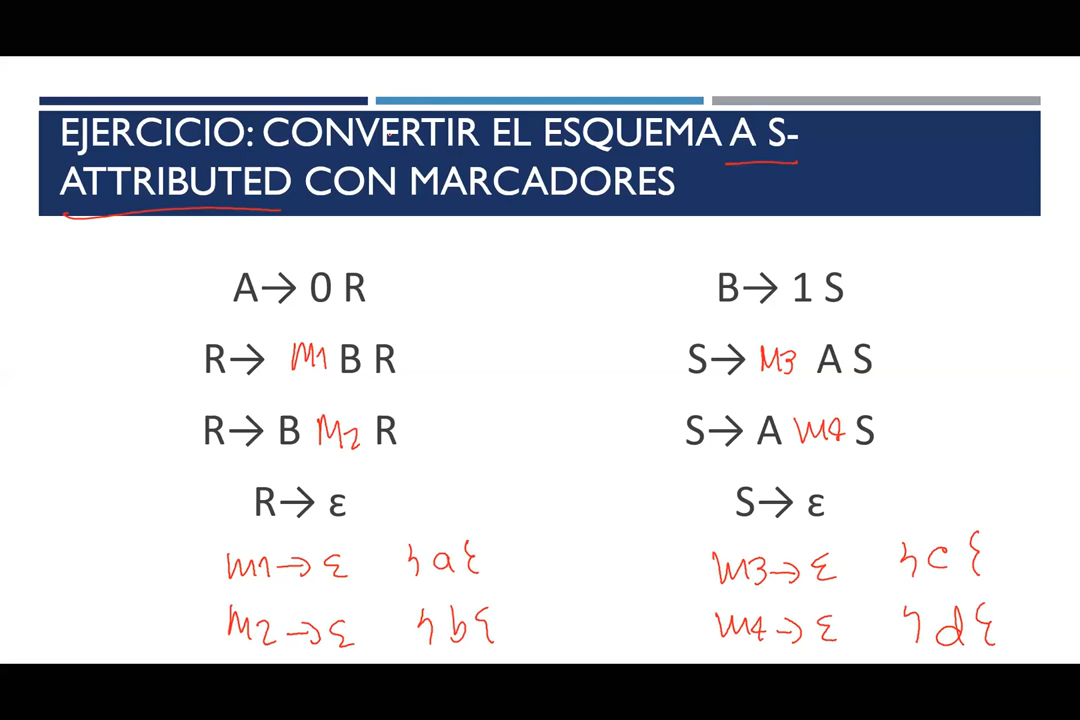 EJERCICIO: CONVERTIR EL ESQUEMA A S-
ATTRIBUTED CON MARCADORES
A→ 0 R
R→ M1 B R
R→ B M2 R
R→ ε
M1→ε {a}
M2→ε {b}
B→ 1 S
S→ M3 A S
S→ A M4 S
S→ ε
M3→ε {c}
M4→ε {d}